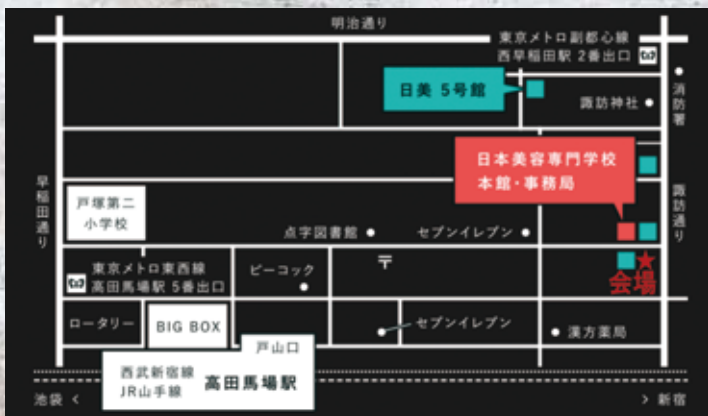 明治通り
東京メトロ副都心線
西早稲田駅 2番出口
日美 5号館
諏訪神社
消防署
日本美容専門学校
本館・事務局
早稲田通り
戸塚第二
小学校
諏訪通り
点字図書館
セブンイレブン
会場
東京メトロ東西線
高田馬場駅 5番出口
ピーコック
〒
ロータリー
BIG BOX
セブンイレブン
漢方薬局
戸山口
西武新宿線
JR山手線
高田馬場駅
池袋 <
> 新宿